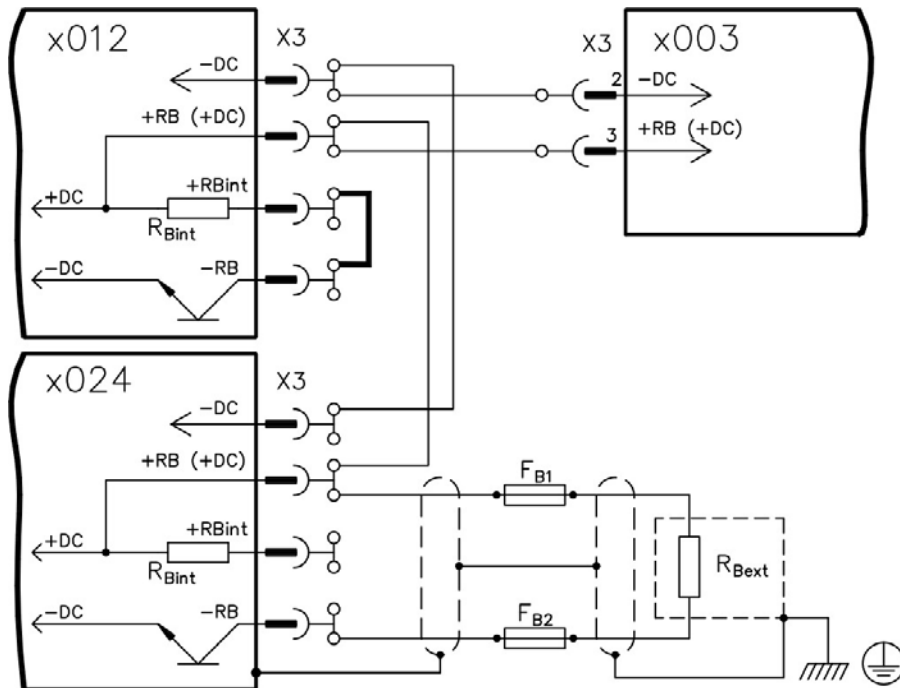 x012
X3
-DC
+RB (+DC)
+DC
+RBint
RBint
-DC
-RB
X3
x003
2
-DC
3
+RB (+DC)
x024
X3
-DC
+RB (+DC)
+DC
+RBint
RBint
-DC
-RB
FB1
FB2
RBext